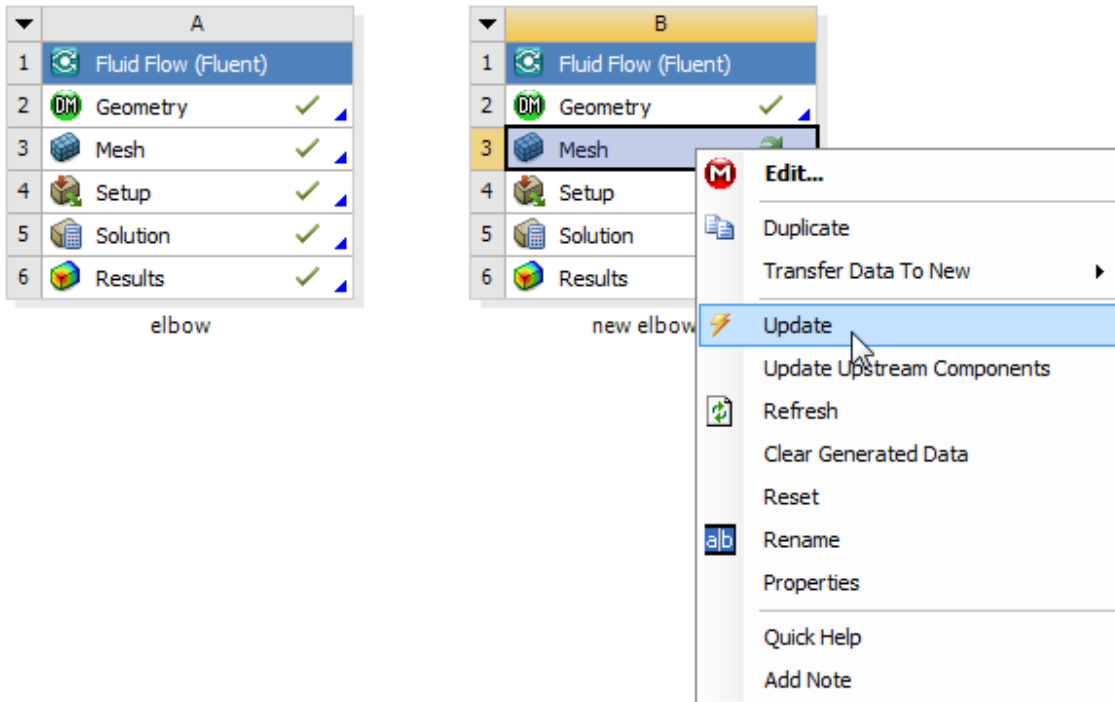 A
1 Fluid Flow (Fluent)
2 DM Geometry
3 Mesh
4 Setup
5 Solution
6 Results
elbow
B
1 Fluid Flow (Fluent)
2 DM Geometry
3 Mesh
4 Setup
5 Solution
6 Results
new elbow
M Edit...
Duplicate
Transfer Data To New
Update
Update Upstream Components
Refresh
Clear Generated Data
Reset
a|b Rename
Properties
Quick Help
Add Note